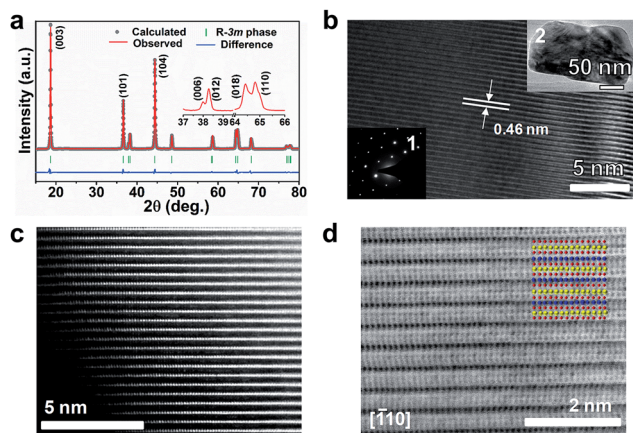 a
Calculated
R-3m phase
Observed
Difference
(003)
(101)
(104)
(006)
(012)
(018)
(110)
37 38 39 64 65 66
Intensity (a.u.)
20 30 40 50 60 70 80
2θ (deg.)
b
2
50 nm
0.46 nm
1
5 nm
c
5 nm
d
[1̅10]
2 nm